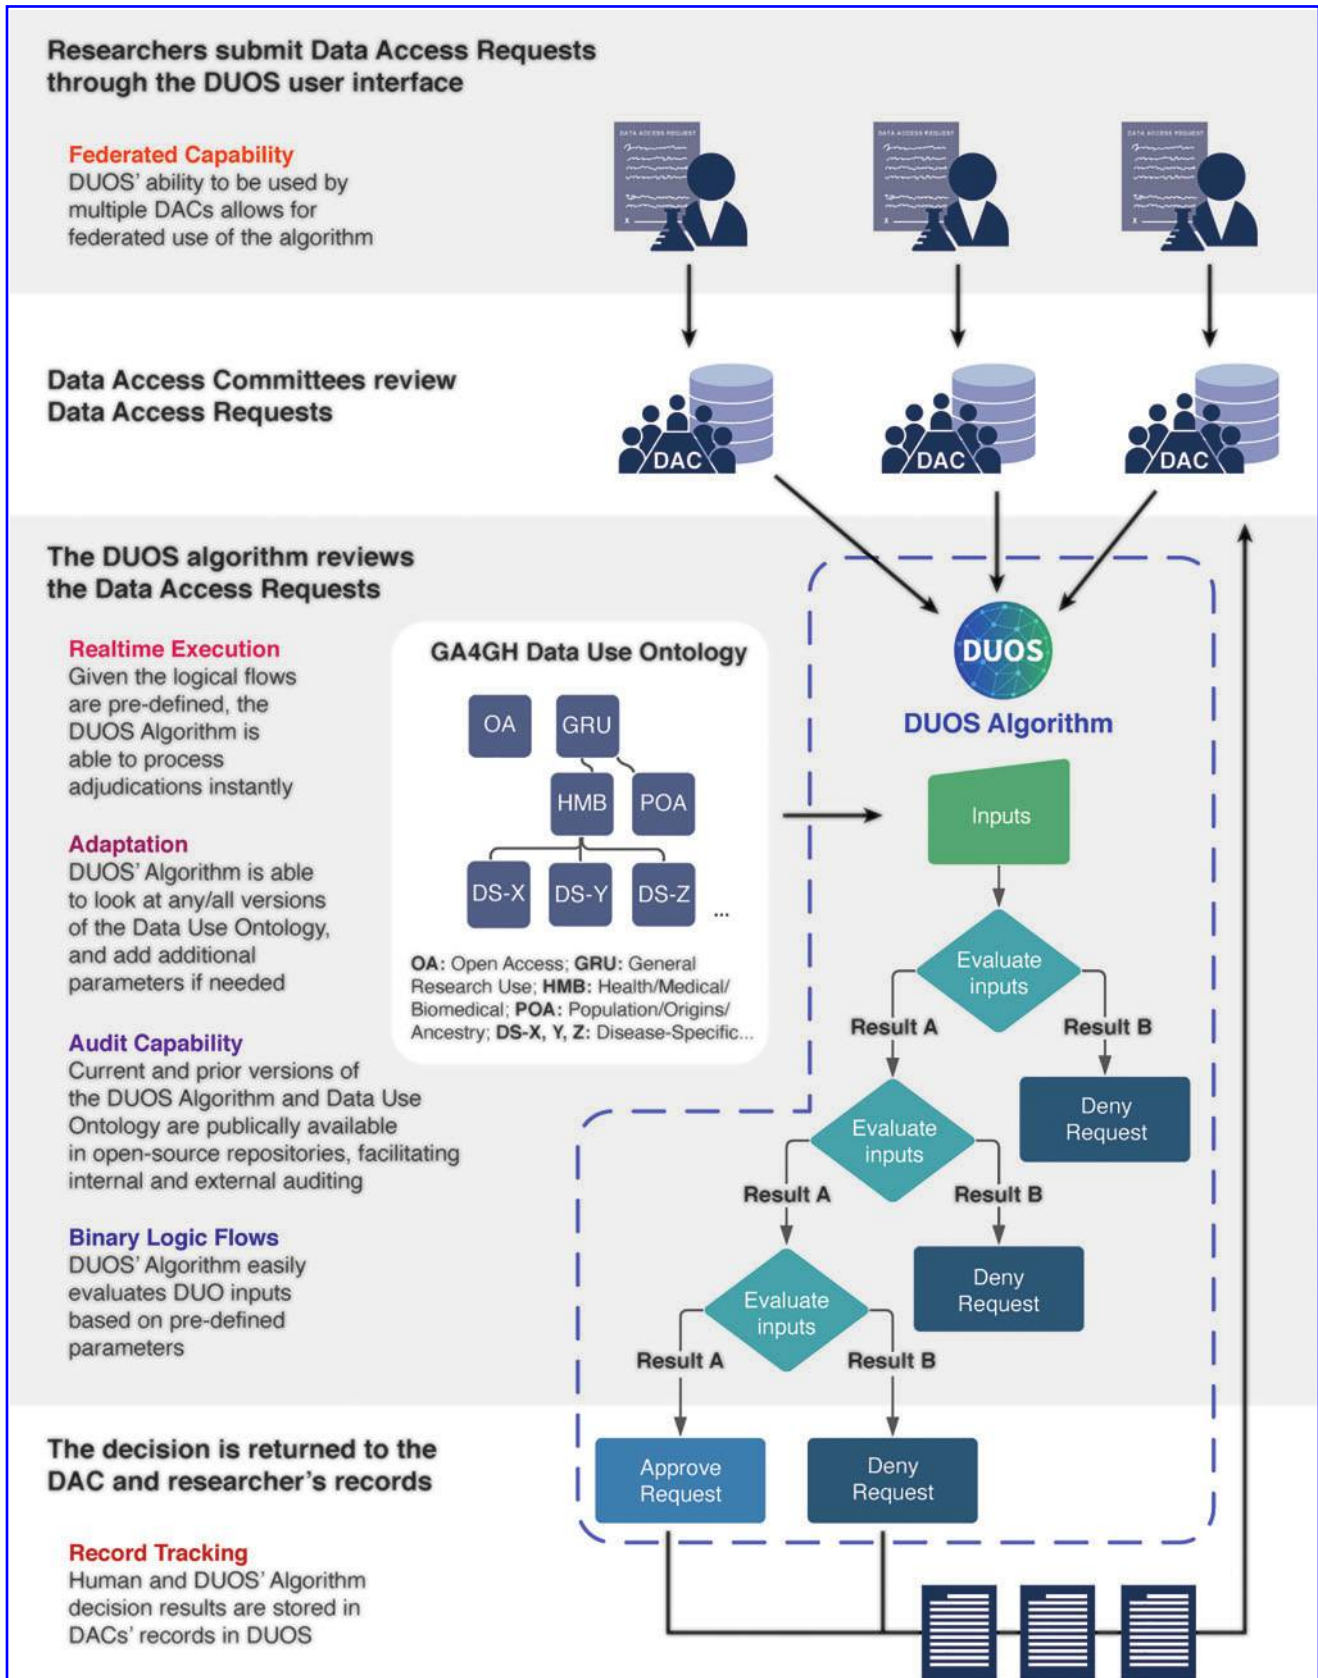 Researchers submit Data Access Requests
through the DUOS user interface
Federated Capability
DUOS' ability to be used by
multiple DACs allows for
federated use of the algorithm
DATA ACCESS REQUEST
X
DATA ACCESS REQUEST
X
DATA ACCESS REQUEST
X
Data Access Committees review
Data Access Requests
DAC
DAC
DAC
The DUOS algorithm reviews
the Data Access Requests
Realtime Execution
Given the logical flows
are pre-defined, the
DUOS Algorithm is
able to process
adjudications instantly
Adaptation
DUOS' Algorithm is able
to look at any/all versions
of the Data Use Ontology,
and add additional
parameters if needed
Audit Capability
Current and prior versions of
the DUOS Algorithm and Data Use
Ontology are publically available
in open-source repositories, facilitating
internal and external auditing
Binary Logic Flows
DUOS' Algorithm easily
evaluates DUO inputs
based on pre-defined
parameters
GA4GH Data Use Ontology
OA
GRU
HMB
POA
DS-X
DS-Y
DS-Z
...
OA: Open Access; GRU: General
Research Use; HMB: Health/Medical/
Biomedical; POA: Population/Origins/
Ancestry; DS-X, Y, Z: Disease-Specific...
DUOS
DUOS Algorithm
Inputs
Evaluate
inputs
Result A
Result B
Deny
Request
Evaluate
inputs
Result A
Result B
Deny
Request
Evaluate
inputs
Result A
Result B
Approve
Request
Deny
Request
The decision is returned to the
DAC and researcher's records
Record Tracking
Human and DUOS' Algorithm
decision results are stored in
DACs' records in DUOS